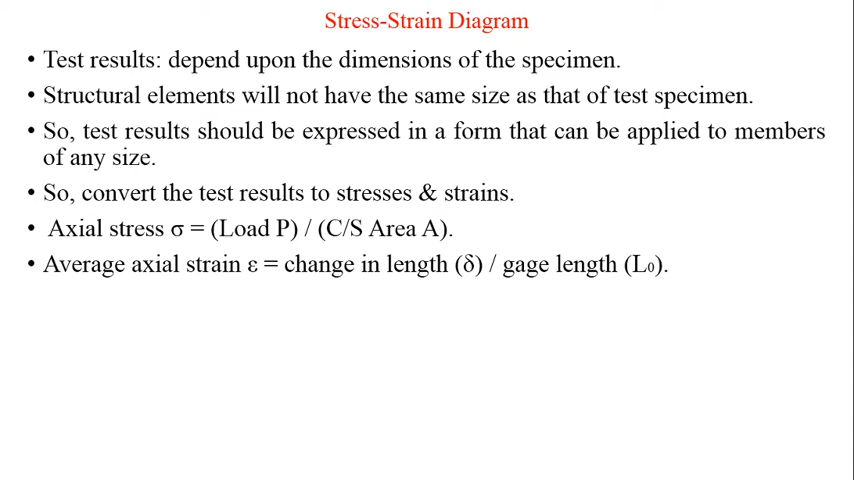 Stress-Strain Diagram
• Test results: depend upon the dimensions of the specimen.
• Structural elements will not have the same size as that of test specimen.
• So, test results should be expressed in a form that can be applied to members
of any size.
• So, convert the test results to stresses & strains.
• Axial stress σ = (Load P) / (C/S Area A).
• Average axial strain ε = change in length (δ) / gage length (L₀).